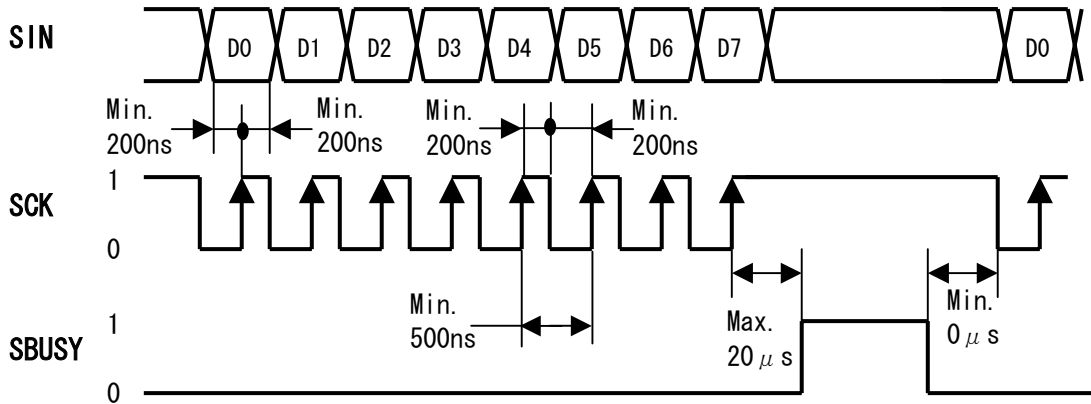 SIN
D0 D1 D2 D3 D4 D5 D6 D7 D0
Min.
200ns
Min.
200ns
Min.
200ns
Min.
200ns
SCK
1
0
Min.
500ns
Max.
20μs
Min.
0μs
SBUSY
1
0